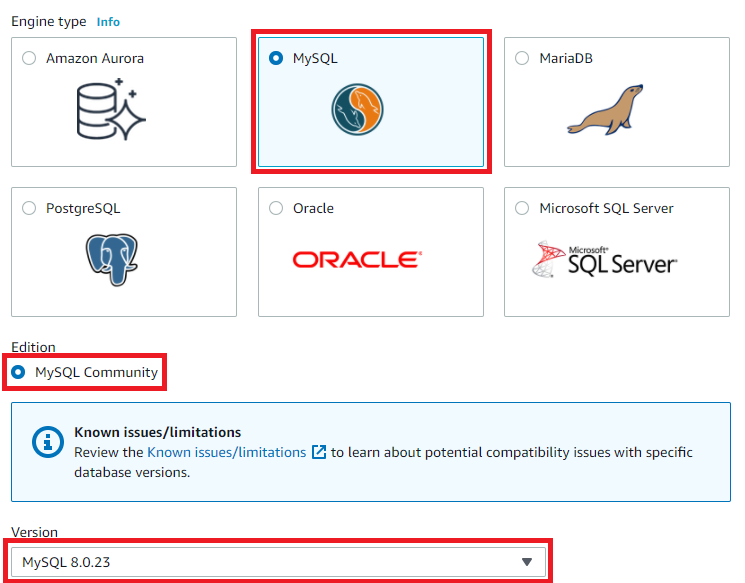 Engine type Info
Amazon Aurora
MySQL
MariaDB
PostgreSQL
Oracle
Microsoft SQL Server
ORACLE
Microsoft
SQL Server
Edition
MySQL Community
Known issues/limitations
Review the Known issues/limitations to learn about potential compatibility issues with specific
database versions.
Version
MySQL 8.0.23